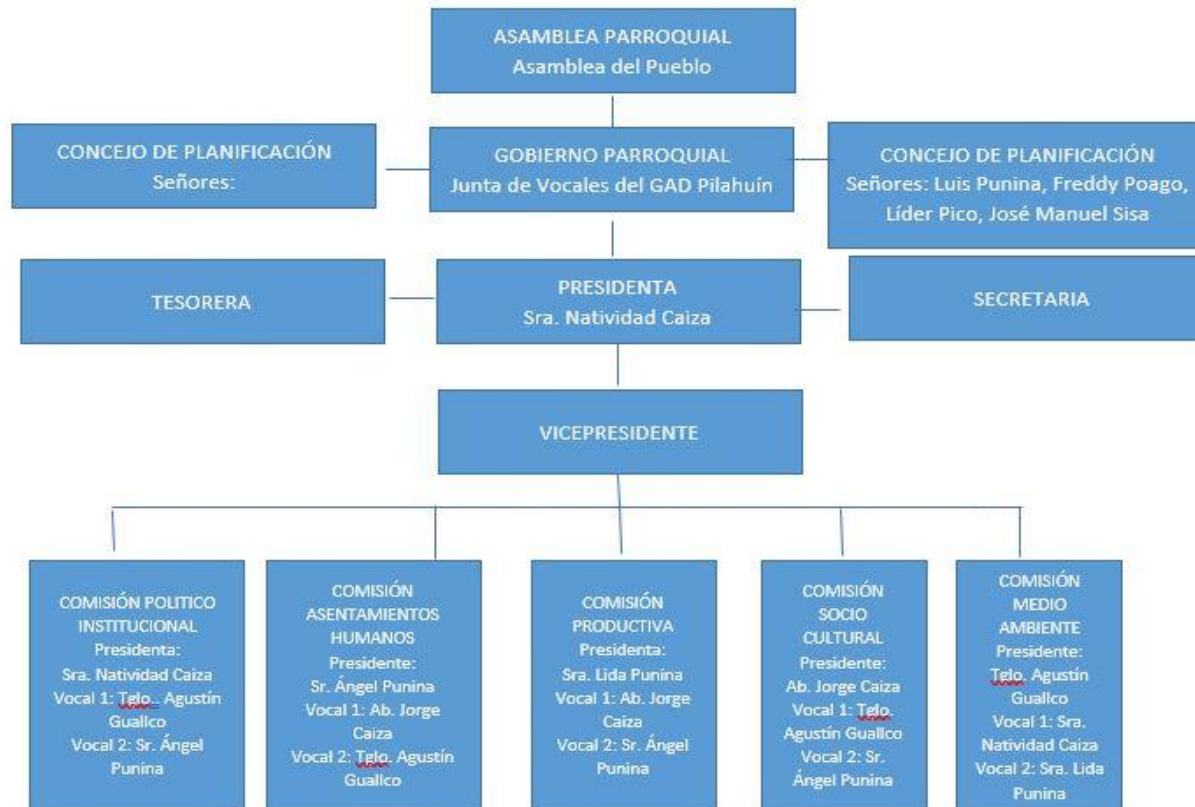 ASAMBLEA PARROQUIAL
Asamblea del Pueblo
CONCEJO DE PLANIFICACIÓN
Señores:
GOBIERNO PARROQUIAL
Junta de Vocales del GAD Pilahuín
CONCEJO DE PLANIFICACIÓN
Señores: Luis Punina, Freddy Poago,
Líder Pico, José Manuel Sisa
TESORERA
PRESIDENTA
Sra. Natividad Caiza
SECRETARIA
VICEPRESIDENTE
COMISIÓN POLITICO
INSTITUCIONAL
Presidenta:
Sra. Natividad Caiza
Vocal 1: Tglo.. Agustín
Guallco
Vocal 2: Sr. Ángel
Punina
COMISIÓN
ASENTAMIENTOS
HUMANOS
Presidente:
Sr. Ángel Punina
Vocal 1: Ab. Jorge
Caiza
Vocal 2: Tglo. Agustín
Guallco
COMISIÓN
PRODUCTIVA
Presidenta:
Sra. Lida Punina
Vocal 1: Ab. Jorge
Caiza
Vocal 2: Sr. Ángel
Punina
COMISIÓN
SOCIO
CULTURAL
Presidente:
Ab. Jorge Caiza
Vocal 1: Tglo.
Agustín Guallco
Vocal 2: Sr.
Ángel Punina
COMISIÓN
MEDIO
AMBIENTE
Presidente:
Tglo. Agustín
Guallco
Vocal 1: Sra.
Natividad Caiza
Vocal 2: Sra. Lida
Punina